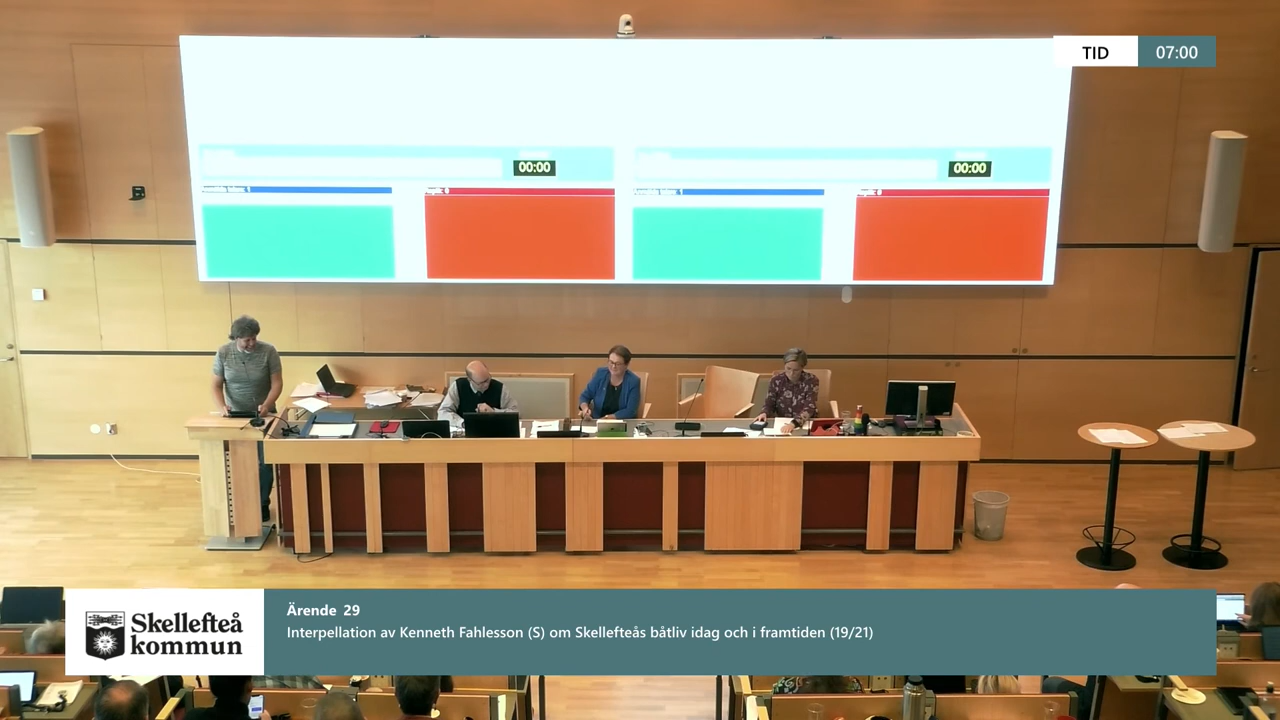 TID 07:00
00:00 00:00
Ärende 29
Interpellation av Kenneth Fahlesson (S) om Skellefteås båtliv idag och i framtiden (19/21)
Skellefteå
kommun